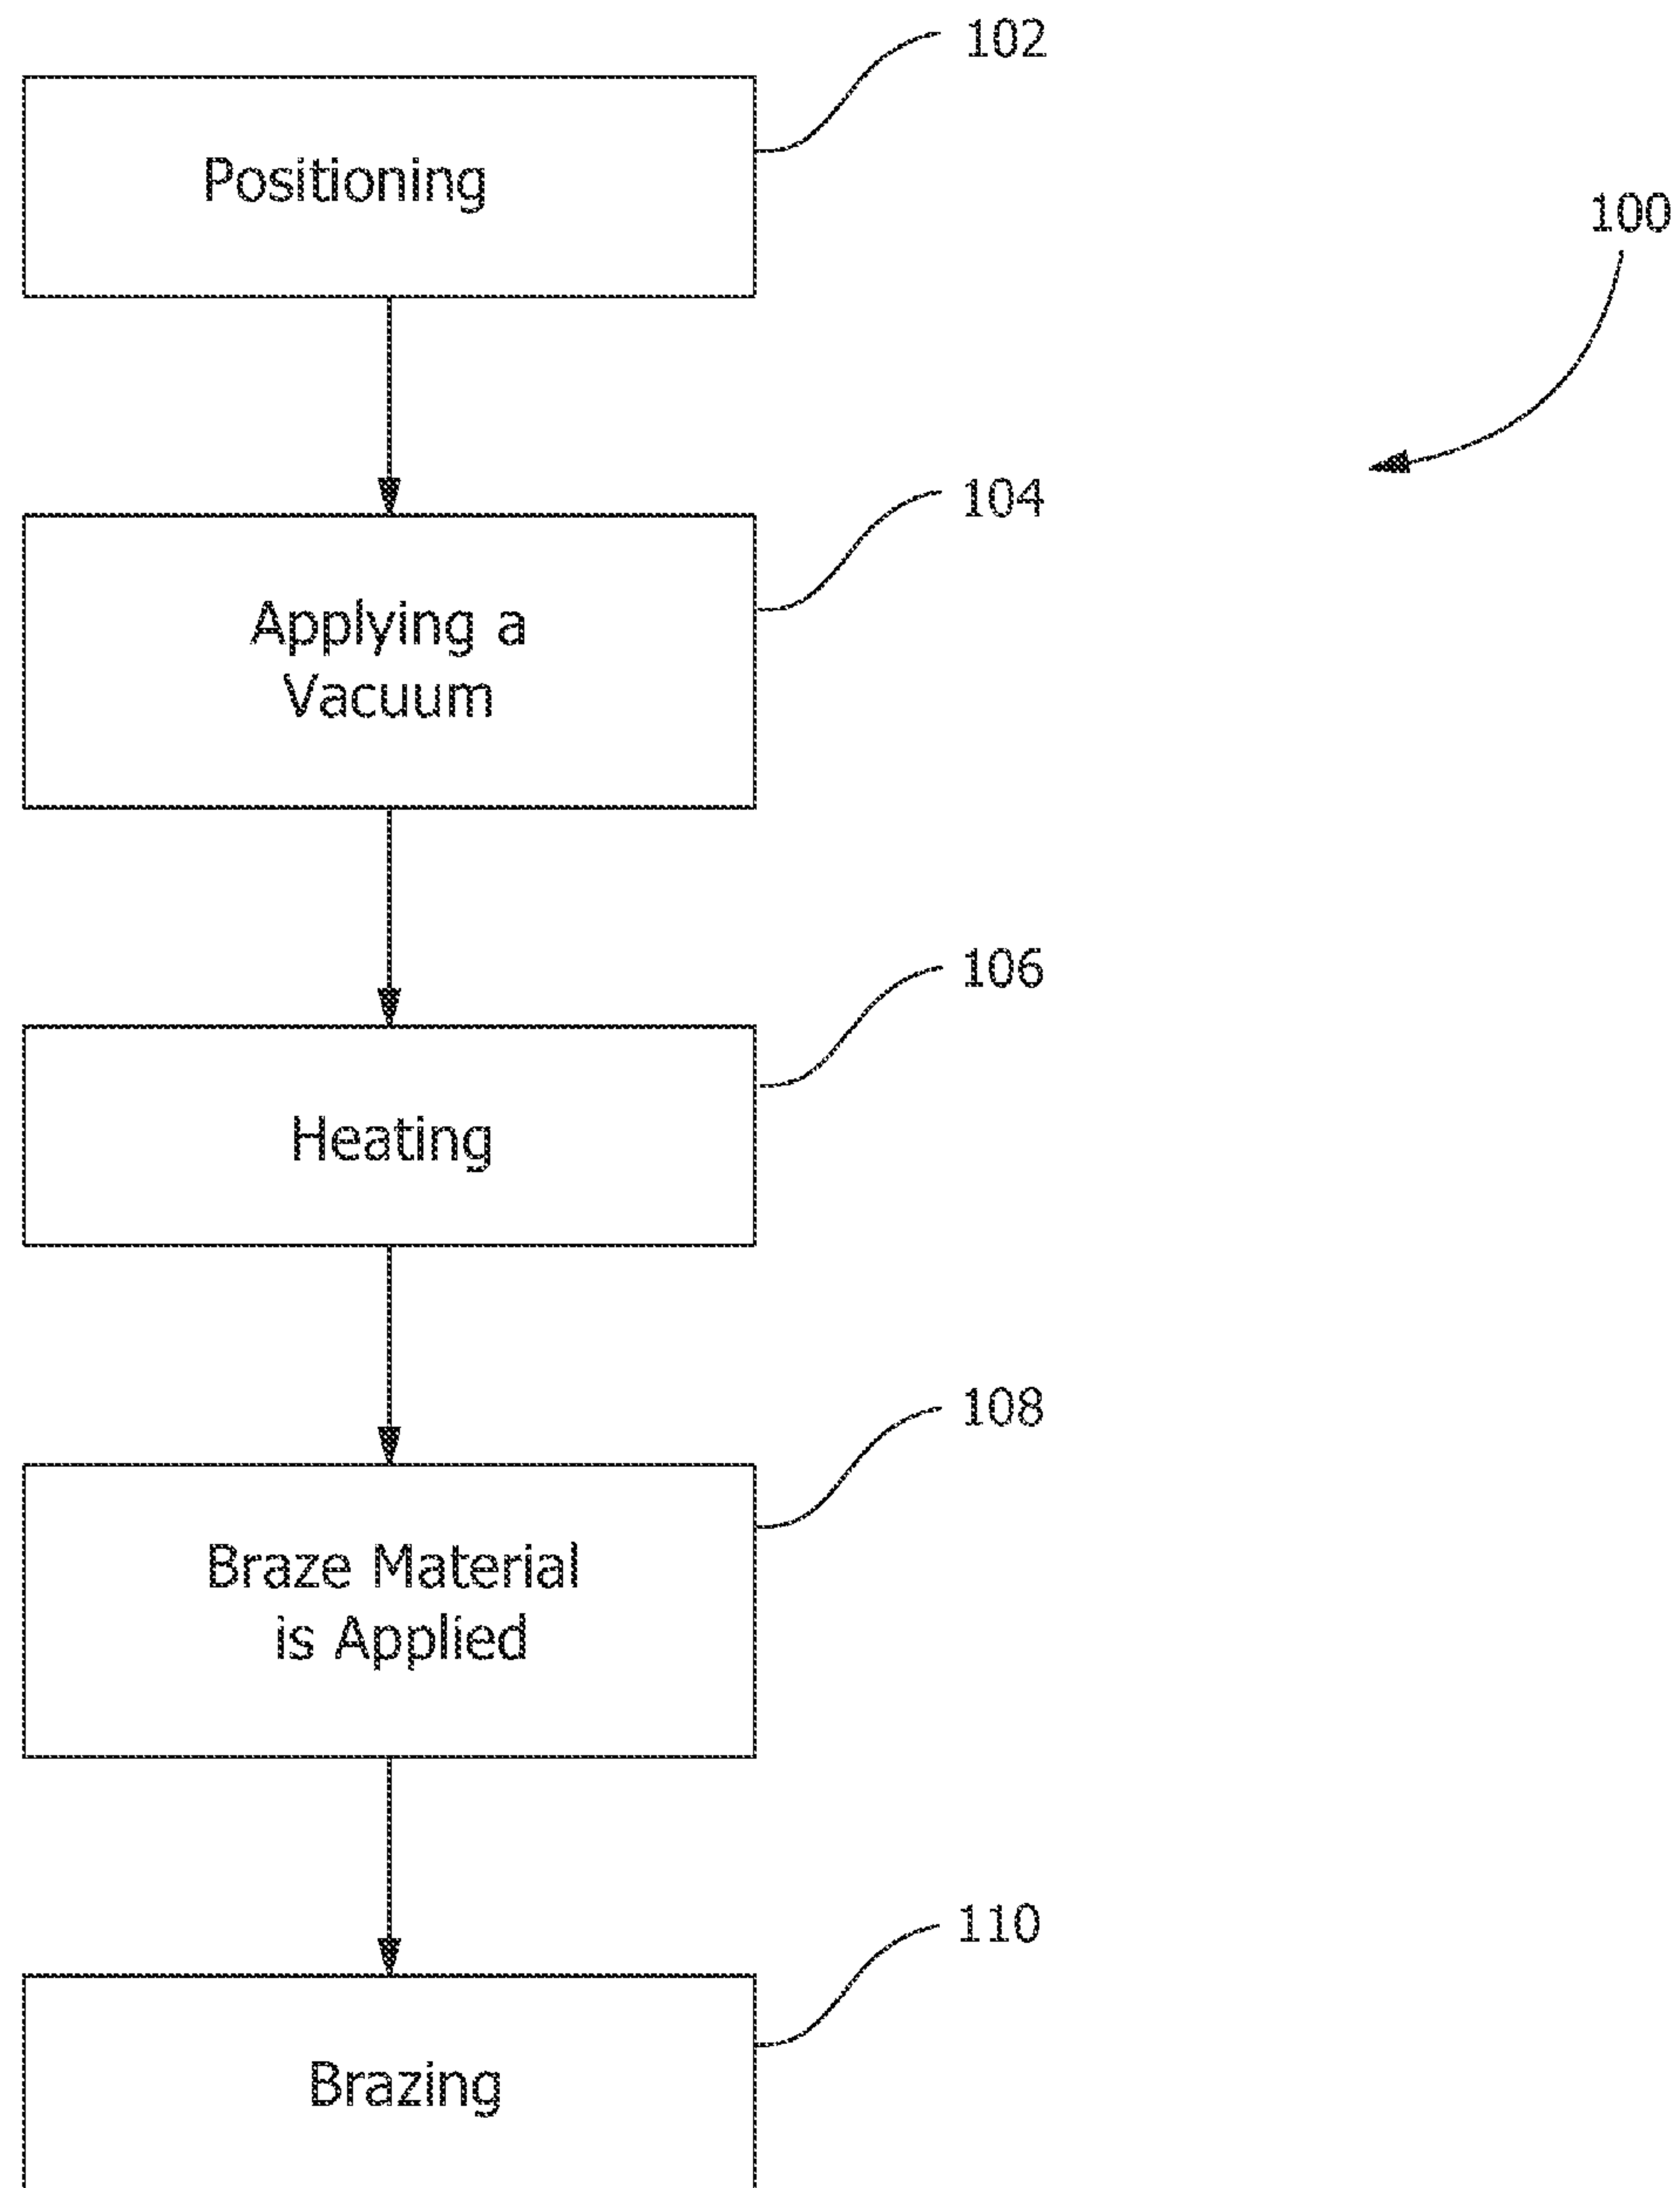 102
Positioning
100
104
Applying a
Vacuum
106
Heating
108
Braze Material
is Applied
110
Brazing